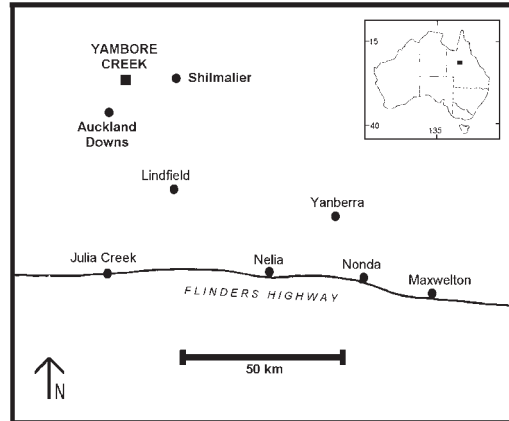 YAMBORE
CREEK
Shilmalier
Auckland
Downs
Lindfield
Yanberra
Julia Creek
Nelia
Nonda
Maxwelton
FLINDERS HIGHWAY
50 km
N
15
40
135